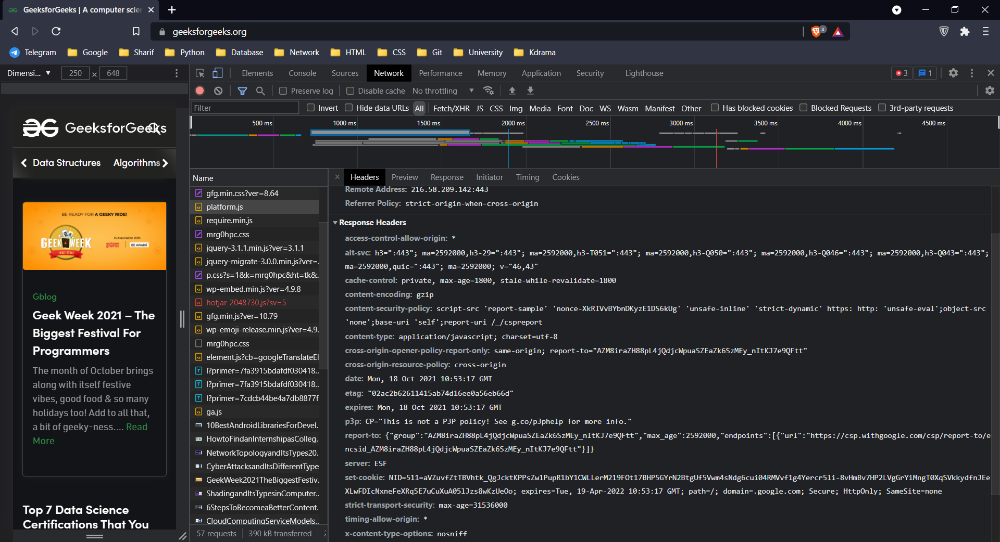 GeeksforGeeks | A computer scier
geeksforgeeks.org
4
Telegram Google Sharif Python Database Network HTML CSS Git University Kdrama
Dimensi... 250 × 648
Elements Console Sources Network Performance Memory Application Security Lighthouse 3 1
Preserve log Disable cache No throttling
Filter Invert Hide data URLs All Fetch/XHR JS CSS Img Media Font Doc WS Wasm Manifest Other Has blocked cookies Blocked Requests 3rd-party requests
500 ms 1000 ms 1500 ms 2000 ms 2500 ms 3000 ms 3500 ms 4000 ms 4500 ms
GeeksforGeeks
Data Structures Algorithms
BE READY FOR A GEEKY RIDE!
GEEK WEEK
In Association With
sixteen grams
BE AWARA
Gblog
Geek Week 2021 – The
Biggest Festival For
Programmers
The month of October brings
along with itself festive
vibes, good food & so many
holidays too! Add to all that,
a bit of geeky-ness.... Read
More
Top 7 Data Science
Certifications That You
Name
gfg.min.css?ver=8.64
platform.js
require.min.js
mrg0hpc.css
jquery-3.1.1.min.js?ver=3.1.1
jquery-migrate-3.0.0.min.js?ver=.
p.css?s=1&k=mrg0hpc&ht=tk&.
wp-embed.min.js?ver=4.9.8
hotjar-2048730.js?sv=5
gfg.min.js?ver=10.79
wp-emoji-release.min.js?ver=4.9.
mrg0hpc.css
element.js?cb=googleTranslateEl
l?primer=7fa3915bdafdf030418..
l?primer=7fa3915bdafdf030418..
l?primer=7cdcb44be4a7db8877f
ga.js
10BestAndroidLibrariesForDevel.
HowtoFindanInternshipasColleg.
NetworkTopologyandItsTypes20.
CyberAttacksandItsDifferentType
GeekWeek2021TheBiggestFestiv.
ShadingandItsTypesinComputer..
6StepsToBecomeaBetterContent.
CloudComputingServiceModels..
57 requests 390 kB transferred
Headers Preview Response Initiator Timing Cookies
Remote Address: 216.58.209.142:443
Referrer Policy: strict-origin-when-cross-origin
Response Headers
access-control-allow-origin: *
alt-svc: h3=":443"; ma=2592000,h3-29=":443"; ma=2592000,h3-T051=":443"; ma=2592000,h3-Q050=":443"; ma=2592000,h3-Q046=":443"; ma=2592000,h3-Q043=":443";
ma=2592000,quic=":443"; ma=2592000; v="46,43"
cache-control: private, max-age=1800, stale-while-revalidate=1800
content-encoding: gzip
content-security-policy: script-src 'report-sample' 'nonce-XkRIVvBYbnDKyzE1DS6kUg' 'unsafe-inline' 'strict-dynamic' https: http: 'unsafe-eval';object-src
'none';base-uri 'self';report-uri /_/cspreport
content-type: application/javascript; charset=utf-8
cross-origin-opener-policy-report-only: same-origin; report-to="AZM8iraZH88pL4jQdjcWpuaSZEaZk6SzMEy_nItKJ7e9QFtt"
cross-origin-resource-policy: cross-origin
date: Mon, 18 Oct 2021 10:53:17 GMT
etag: "02ac2b62611415ab74d16ee0a56eb66d"
expires: Mon, 18 Oct 2021 10:53:17 GMT
p3p: CP="This is not a P3P policy! See g.co/p3phelp for more info."
report-to: {"group":"AZM8iraZH88pL4jQdjcWpuaSZEaZk6SzMEy_nItKJ7e9QFtt","max_age":2592000,"endpoints":[{"url":"https://csp.withgoogle.com/csp/report-to/e
ncsid_AZM8iraZH88pL4jQdjcWpuaSZEaZk6SzMEy_nItKJ7e9QFtt"}]}
server: ESF
set-cookie: NID=511=aVZuvfZtTBVhtk_QgJcktKPPsZw1PupR1bY1CWLLerM219FOt17BHP5GYrN2BtgUf5Vwm4sNdg6cui04RMVvf1g4Yercr5li-8vHmBv7HP2LVgGrYiMngT0XqSVkkydfnJEe
XLwFDIcNxneFeXRq5E7uCuXuA05lJzs8wKzUeOo; expires=Tue, 19-Apr-2022 10:53:17 GMT; path=/; domain=.google.com; Secure; HttpOnly; SameSite=none
strict-transport-security: max-age=31536000
timing-allow-origin: *
x-content-type-options: nosniff